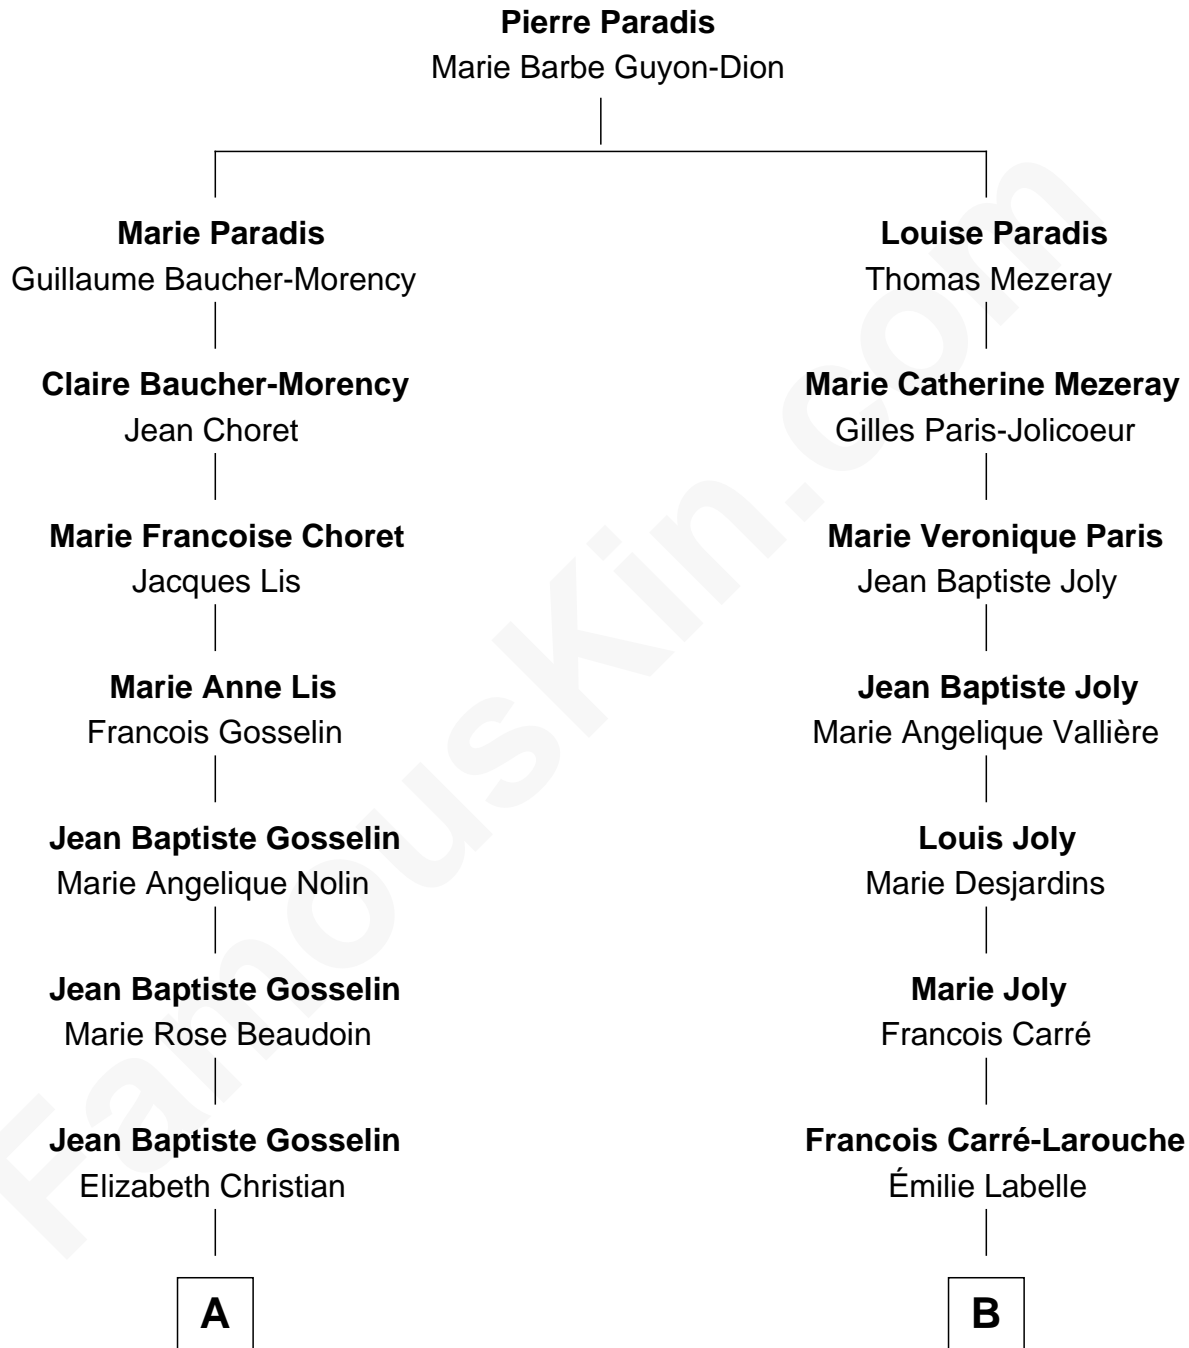 Pierre Paradis
Marie Barbe Guyon-Dion
Marie Paradis
Guillaume Baucher-Morency
Claire Baucher-Morency
Jean Choret
Marie Francoise Choret
Jacques Lis
Marie Anne Lis
Francois Gosselin
Jean Baptiste Gosselin
Marie Angelique Nolin
Jean Baptiste Gosselin
Marie Rose Beaudoin
Jean Baptiste Gosselin
Elizabeth Christian
A
Louise Paradis
Thomas Mezeray
Marie Catherine Mezeray
Gilles Paris-Jolicoeur
Marie Veronique Paris
Jean Baptiste Joly
Jean Baptiste Joly
Marie Angelique Vallière
Louis Joly
Marie Desjardins
Marie Joly
Francois Carré
Francois Carré-Larouche
Émilie Labelle
B
FamousKin.com